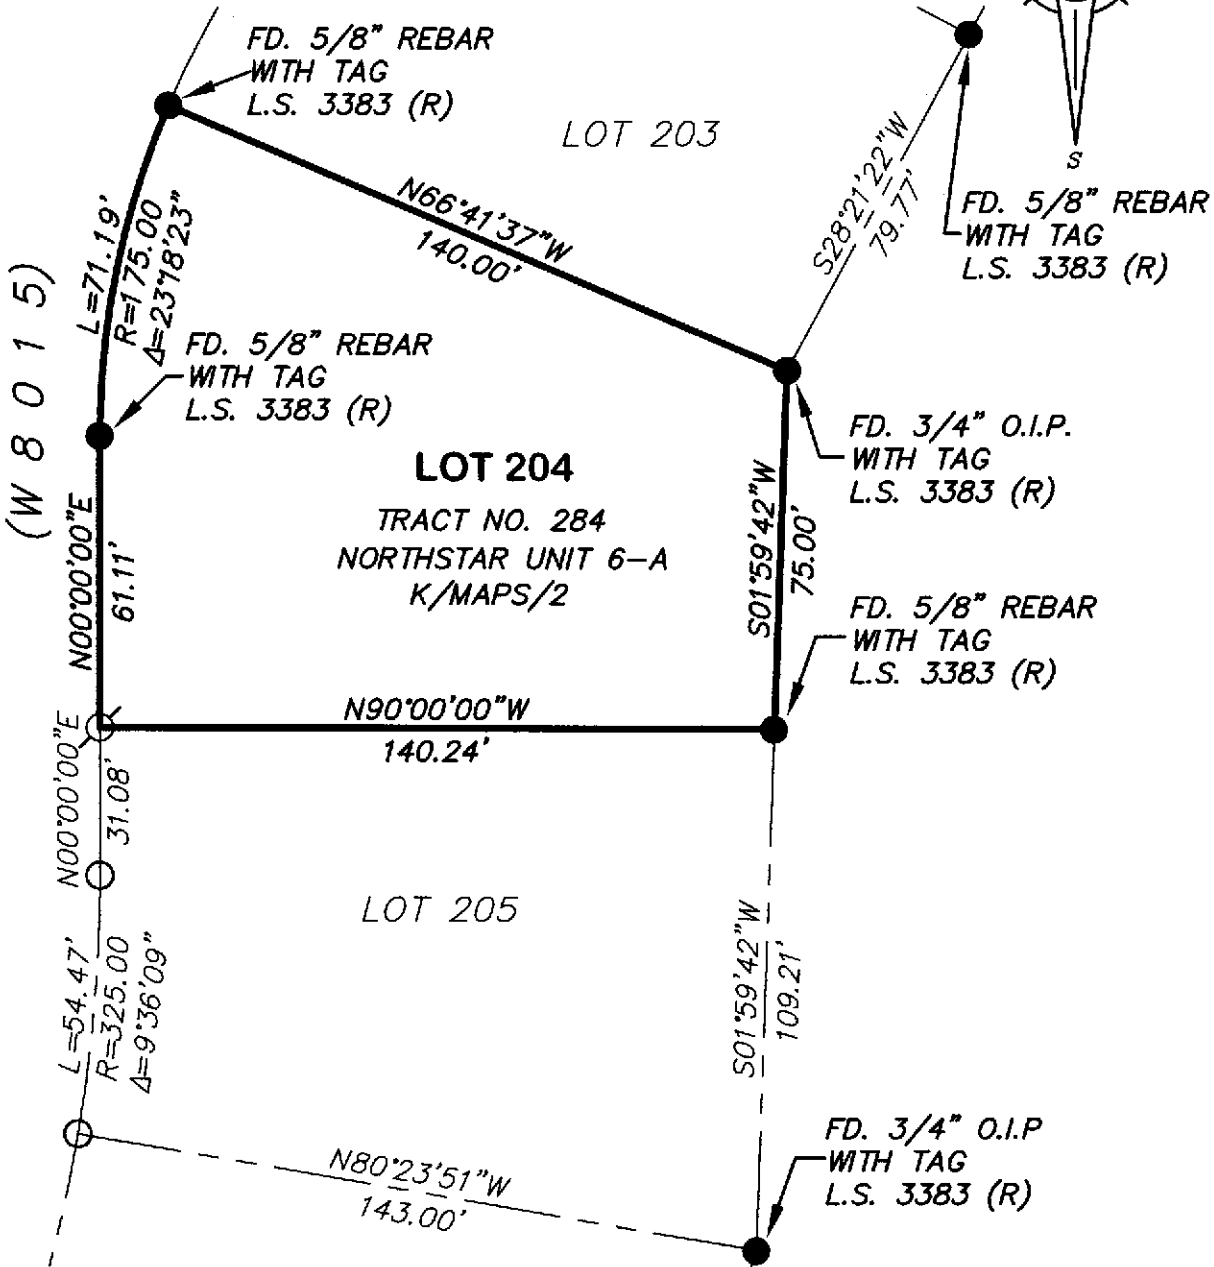 FD. 5/8" REBAR
WITH TAG
L.S. 3383 (R)
LOT 203
S
FD. 5/8" REBAR
WITH TAG
L.S. 3383 (R)
S28°21'22"W
79.77'
N66°41'37"W
140.00'
L=71.19'
R=175.00
Δ=23°18'23"
(W8015)
FD. 5/8" REBAR
WITH TAG
L.S. 3383 (R)
FD. 3/4" O.I.P.
WITH TAG
L.S. 3383 (R)
LOT 204
TRACT NO. 284
NORTHSTAR UNIT 6-A
K/MAPS/2
S01°59'42"W
75.00'
N00°00'00"E
61.11'
FD. 5/8" REBAR
WITH TAG
L.S. 3383 (R)
N90°00'00"W
140.24'
N00°00'00"E
31.08'
LOT 205
L=54.47'
R=325.00
Δ=9°36'09"
S01°59'42"W
109.21'
N80°23'51"W
143.00'
FD. 3/4" O.I.P
WITH TAG
L.S. 3383 (R)